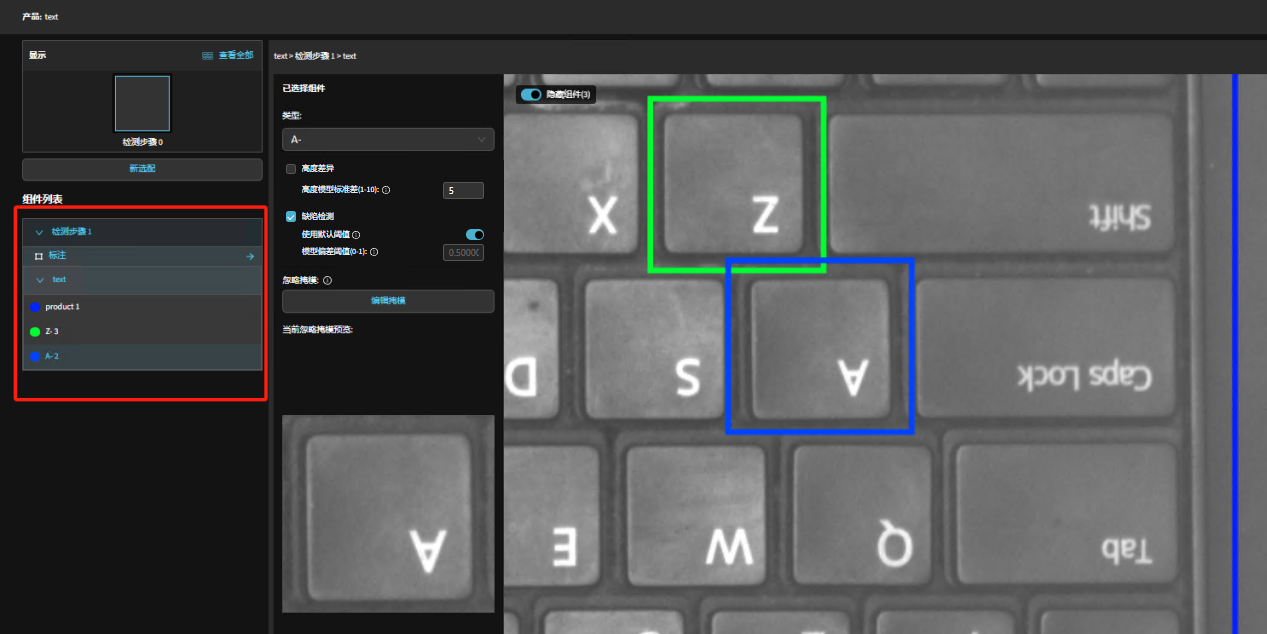 产品: text
显示
查看全部
检测步骤 0
新选配
组件列表
检测步骤 1
标注
text
product 1
Z- 3
A- 2
text > 检测步骤 1 > text
已选择组件
类型:
A-
高度差异
高度模型标准差(1-10):
5
缺陷检测
使用默认阈值
模型偏差阈值(0-1):
0.5000
忽略掩模:
编辑掩模
当前忽略掩模预览:
A
隐藏组件(3)
X
Z
Shift
D
S
A
Caps Lock
E
W
Q
Tab